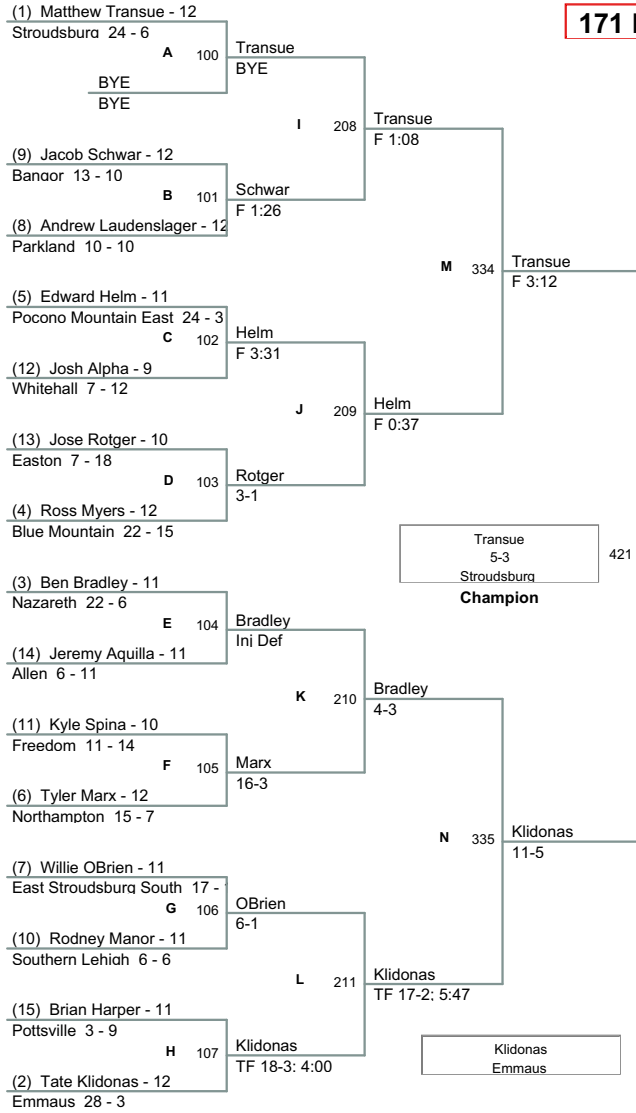 (1) Matthew Transue - 12
Stroudsburg 24 - 6
A 100
Transue
BYE
BYE
BYE
171
I 208
Transue
F 1:08
(9) Jacob Schwar - 12
Bangor 13 - 10
B 101
Schwar
F 1:26
(8) Andrew Laudenslager - 12
Parkland 10 - 10
M 334
Transue
F 3:12
(5) Edward Helm - 11
Pocono Mountain East 24 - 3
C 102
Helm
F 3:31
(12) Josh Alpha - 9
Whitehall 7 - 12
J 209
Helm
F 0:37
(13) Jose Rotger - 10
Easton 7 - 18
D 103
Rotger
3-1
(4) Ross Myers - 12
Blue Mountain 22 - 15
Transue
5-3
Stroudsburg
421
Champion
(3) Ben Bradley - 11
Nazareth 22 - 6
E 104
Bradley
Inj Def
(14) Jeremy Aquilla - 11
Allen 6 - 11
K 210
Bradley
4-3
(11) Kyle Spina - 10
Freedom 11 - 14
F 105
Marx
16-3
(6) Tyler Marx - 12
Northampton 15 - 7
N 335
Klidonas
11-5
(7) Willie OBrien - 11
East Stroudsburg South 17 -
G 106
OBrien
6-1
(10) Rodney Manor - 11
Southern Lehigh 6 - 6
L 211
Klidonas
TF 17-2; 5:47
(15) Brian Harper - 11
Pottsville 3 - 9
H 107
Klidonas
TF 18-3; 4:00
(2) Tate Klidonas - 12
Emmaus 28 - 3
Klidonas
Emmaus